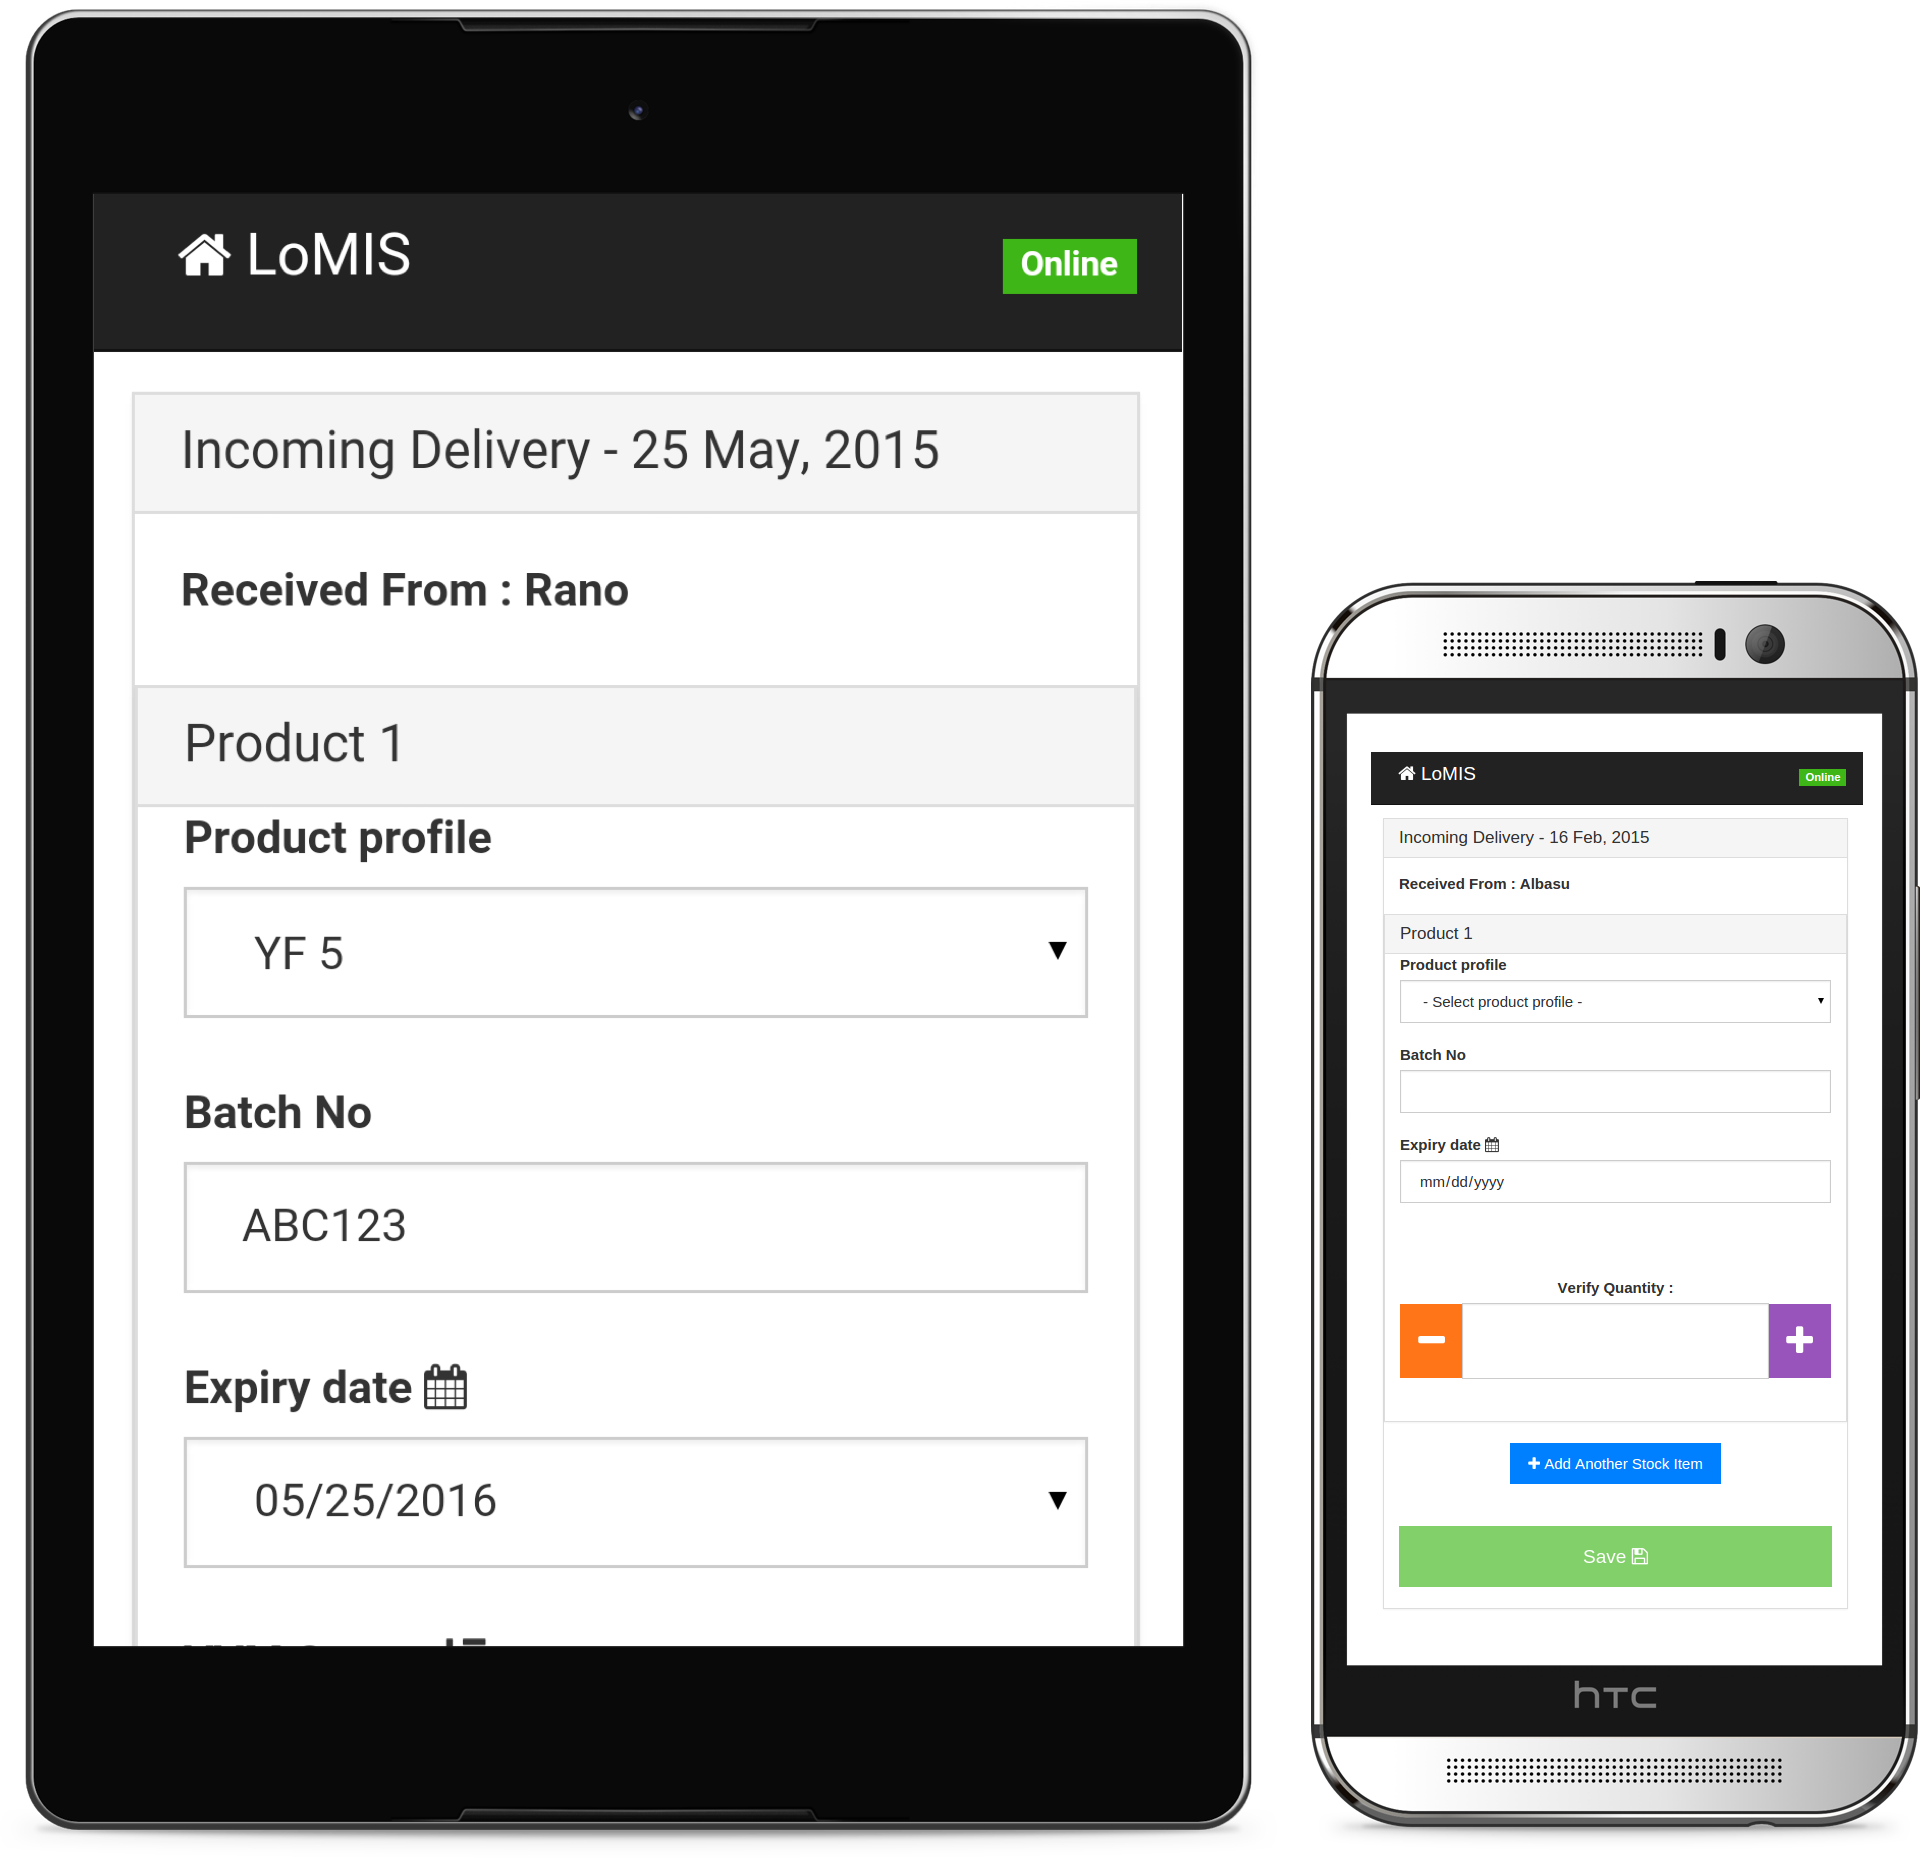 LoMIS
Online
Incoming Delivery - 25 May, 2015
Received From : Rano
Product 1
Product profile
YF 5
Batch No
ABC123
Expiry date
05/25/2016
LoMIS
Online
Incoming Delivery - 16 Feb, 2015
Received From : Albasu
Product 1
Product profile
- Select product profile -
Batch No
Expiry date
mm/dd/yyyy
Verify Quantity :
Add Another Stock Item
Save
hTC